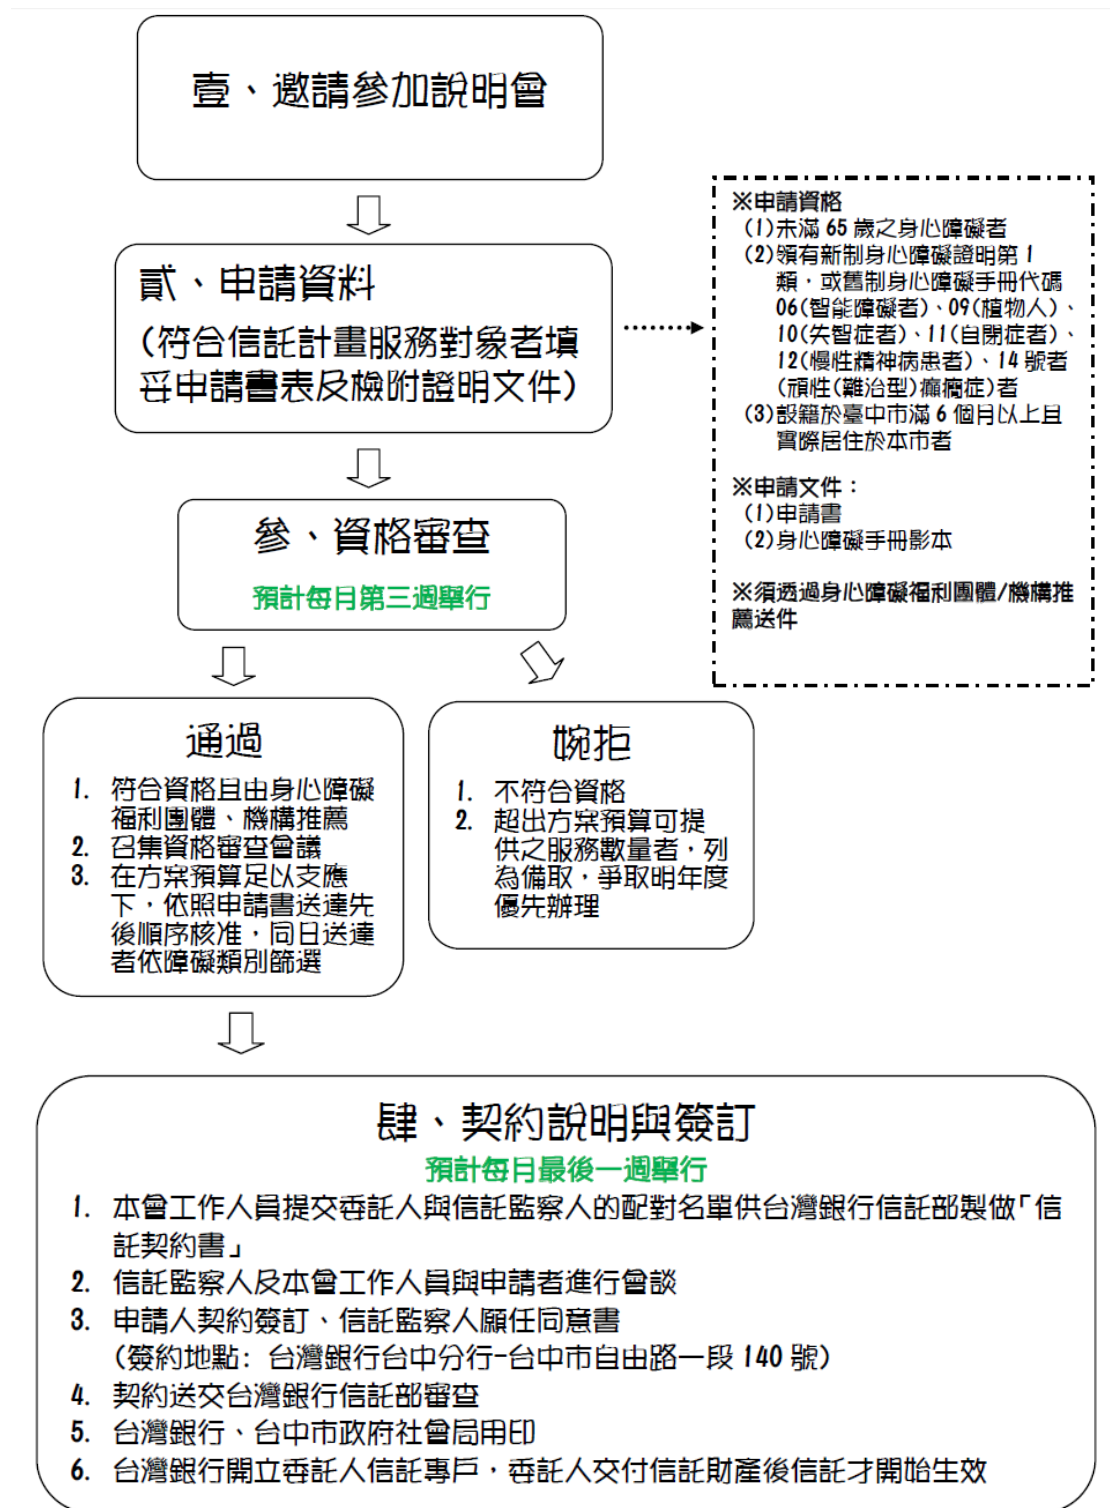 壹、邀請參加說明會
貳、申請資料
(符合信託計畫服務對象者填
妥申請書表及檢附證明文件)
※申請資格
(1)未滿 65 歲之身心障礙者
(2)領有新制身心障礙證明第 1
類，或舊制身心障礙手冊代碼
06(智能障礙者)、09(植物人)、
10(失智症者)、11(自閉症者)、
12(慢性精神病患者)、14 號者
(頑性(難治型)癲癇症)者
(3)設籍於臺中市滿 6 個月以上且
實際居住於本市者
※申請文件：
(1)申請書
(2)身心障礙手冊影本
※須透過身心障礙福利團體/機構推
薦送件
參、資格審查
預計每月第三週舉行
通過
1. 符合資格且由身心障礙
福利團體、機構推薦
2. 召集資格審查會議
3. 在方案預算足以支應
下，依照申請書送達先
後順序核准，同日送達
者依障礙類別篩選
婉拒
1. 不符合資格
2. 超出方案預算可提
供之服務數量者，列
為備取，爭取明年度
優先辦理
肆、契約說明與簽訂
預計每月最後一週舉行
1. 本會工作人員提交委託人與信託監察人的配對名單供台灣銀行信託部製做「信
託契約書」
2. 信託監察人及本會工作人員與申請者進行會談
3. 申請人契約簽訂、信託監察人願任同意書
(簽約地點: 台灣銀行台中分行-台中市自由路一段 140 號)
4. 契約送交台灣銀行信託部審查
5. 台灣銀行、台中市政府社會局用印
6. 台灣銀行開立委託人信託專戶，委託人交付信託財產後信託才開始生效